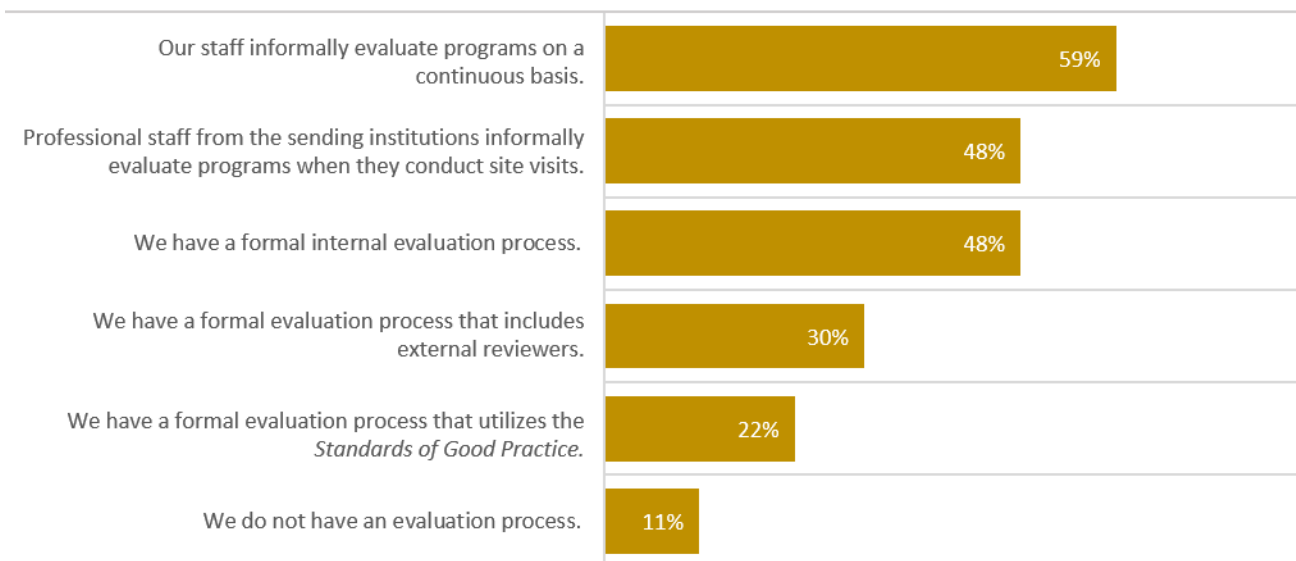 Our staff informally evaluate programs on a
continuous basis.
59%
Professional staff from the sending institutions informally
evaluate programs when they conduct site visits.
48%
We have a formal internal evaluation process.
48%
We have a formal evaluation process that includes
external reviewers.
30%
We have a formal evaluation process that utilizes the
Standards of Good Practice.
22%
We do not have an evaluation process.
11%